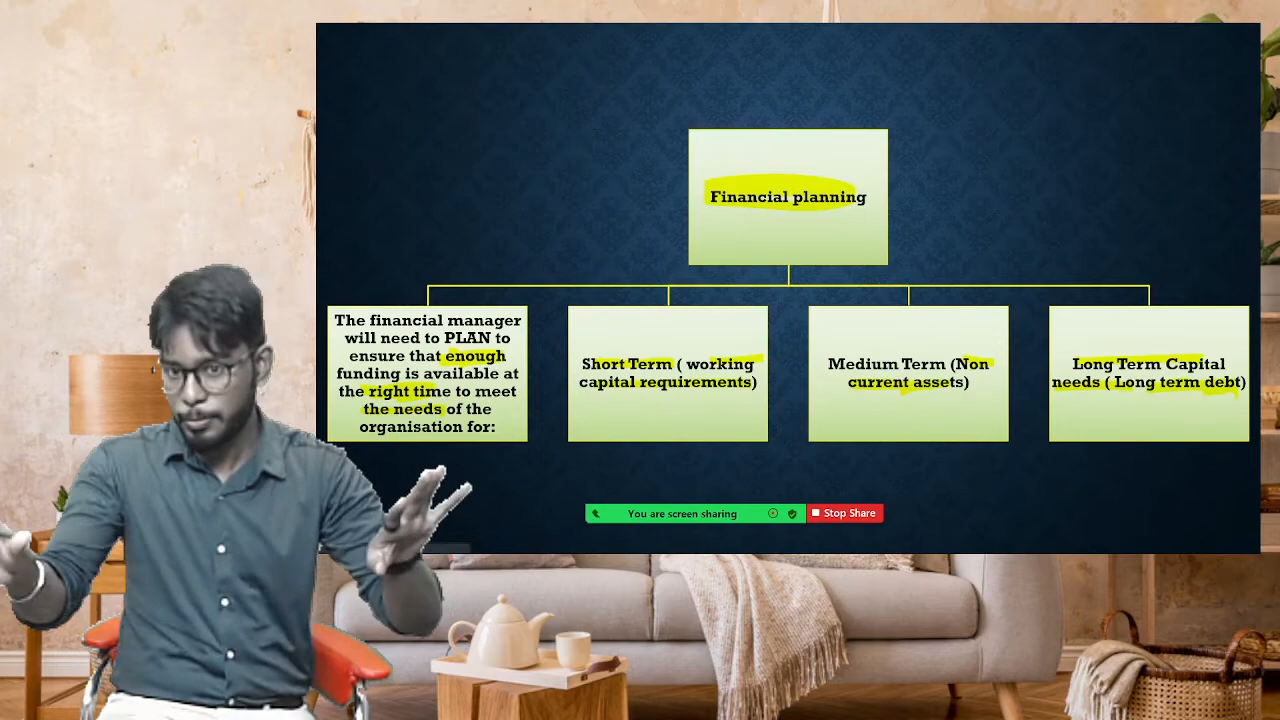 Financial planning
The financial manager
will need to PLAN to
ensure that enough
funding is available at
the right time to meet
the needs of the
organisation for:
Short Term ( working
capital requirements)
Medium Term (Non
current assets)
Long Term Capital
needs ( Long term debt)
You are screen sharing
Stop Share